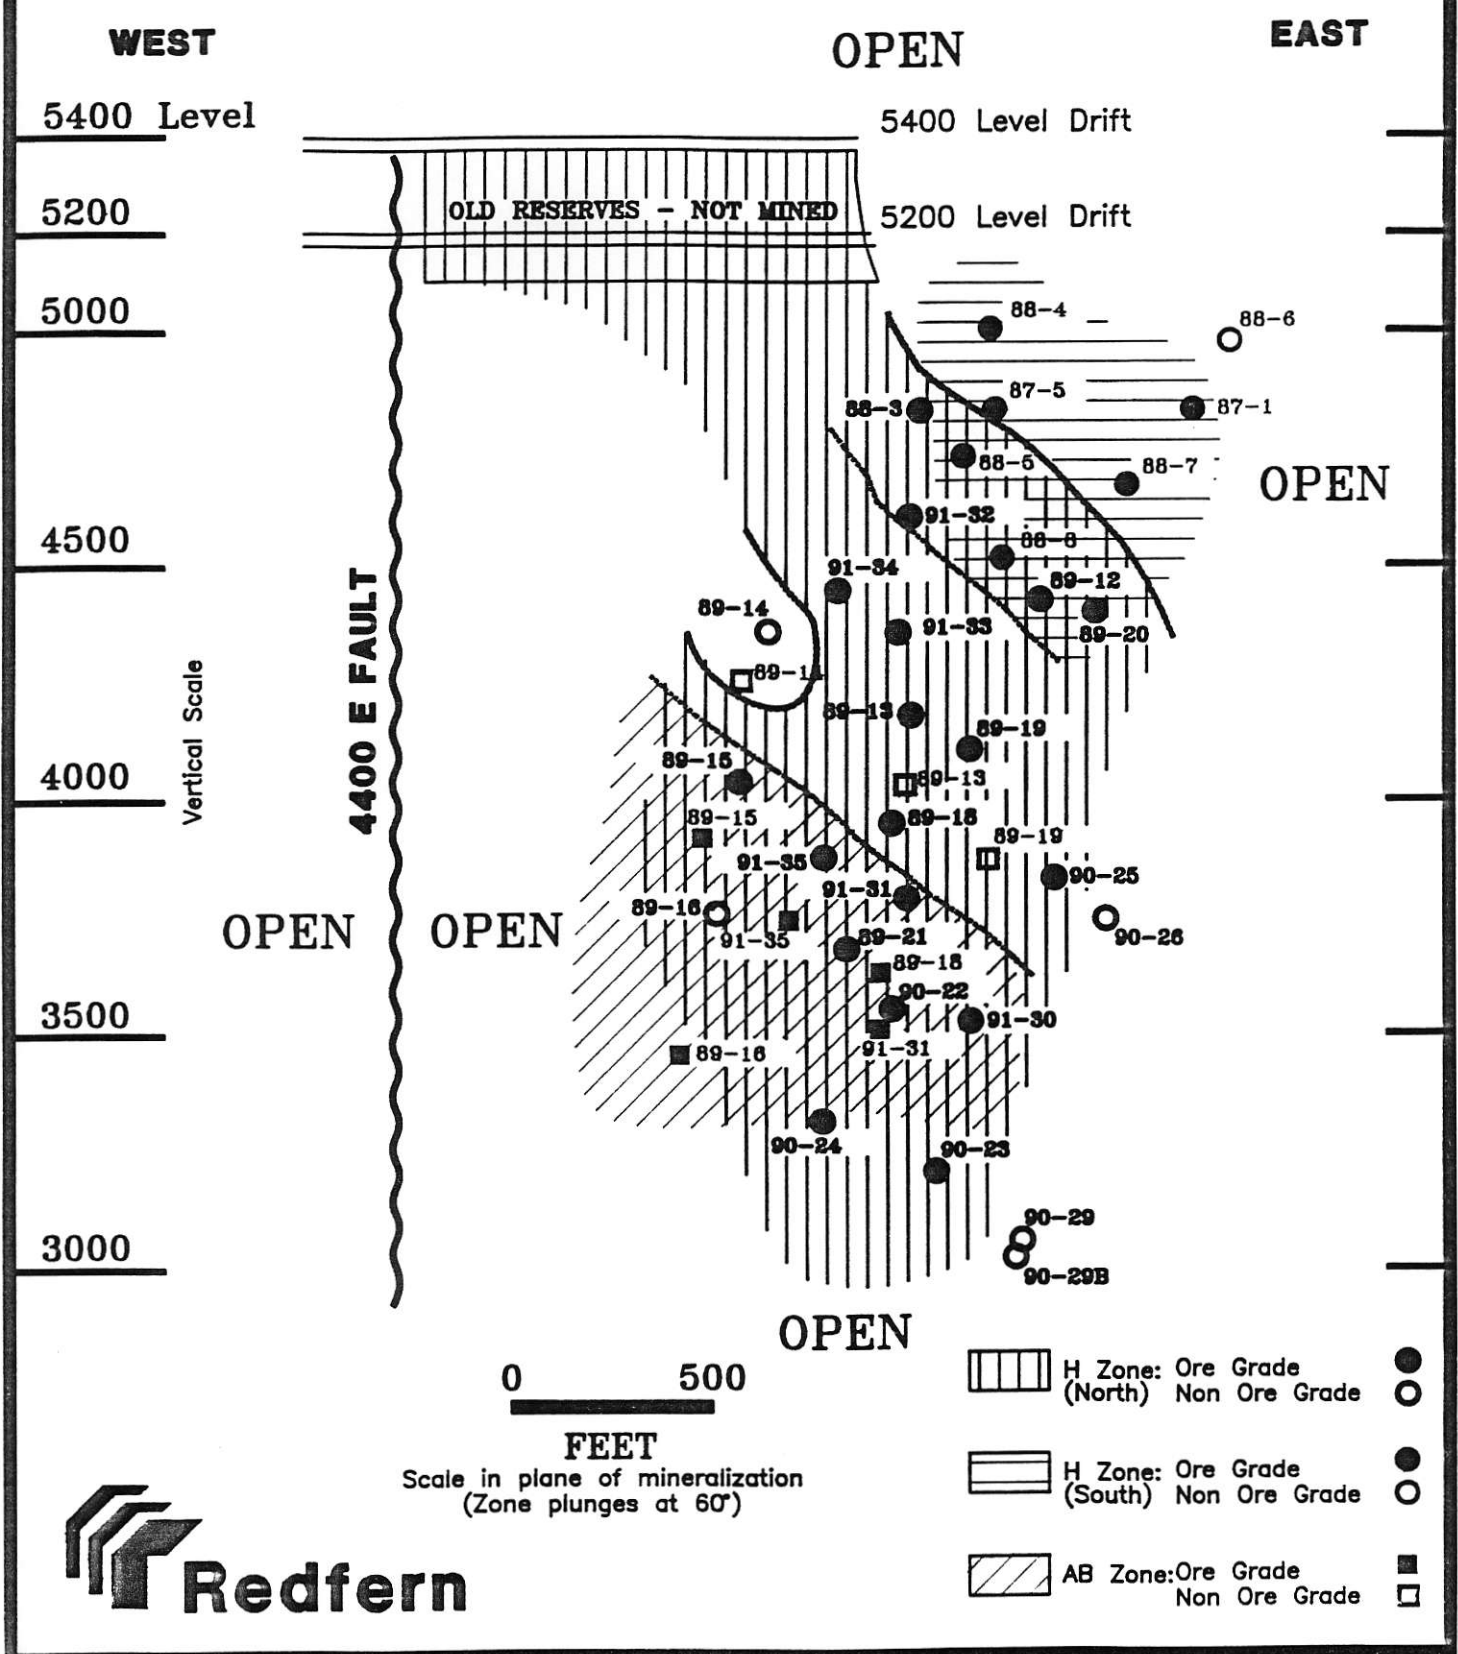 WEST
OPEN
EAST
5400 Level
5400 Level Drift
OLD RESERVES - NOT MINED
5200
5200 Level Drift
5000
88-4
88-6
87-5
88-3
87-1
88-5
88-7
OPEN
4500
91-32
88-8
91-34
89-12
89-14
91-33
89-20
4400 E FAULT
Vertical Scale
89-14
89-13
89-19
4000
89-15
89-13
89-15
89-18
89-19
91-35
90-25
91-31
89-16
OPEN
OPEN
91-35
89-21
90-26
89-18
90-22
3500
91-30
91-31
89-16
90-24
90-23
3000
90-29
90-29B
OPEN
0 500
FEET
Scale in plane of mineralization
(Zone plunges at 60°)
H Zone: Ore Grade
(North) Non Ore Grade
H Zone: Ore Grade
(South) Non Ore Grade
AB Zone: Ore Grade
Non Ore Grade
Redfern